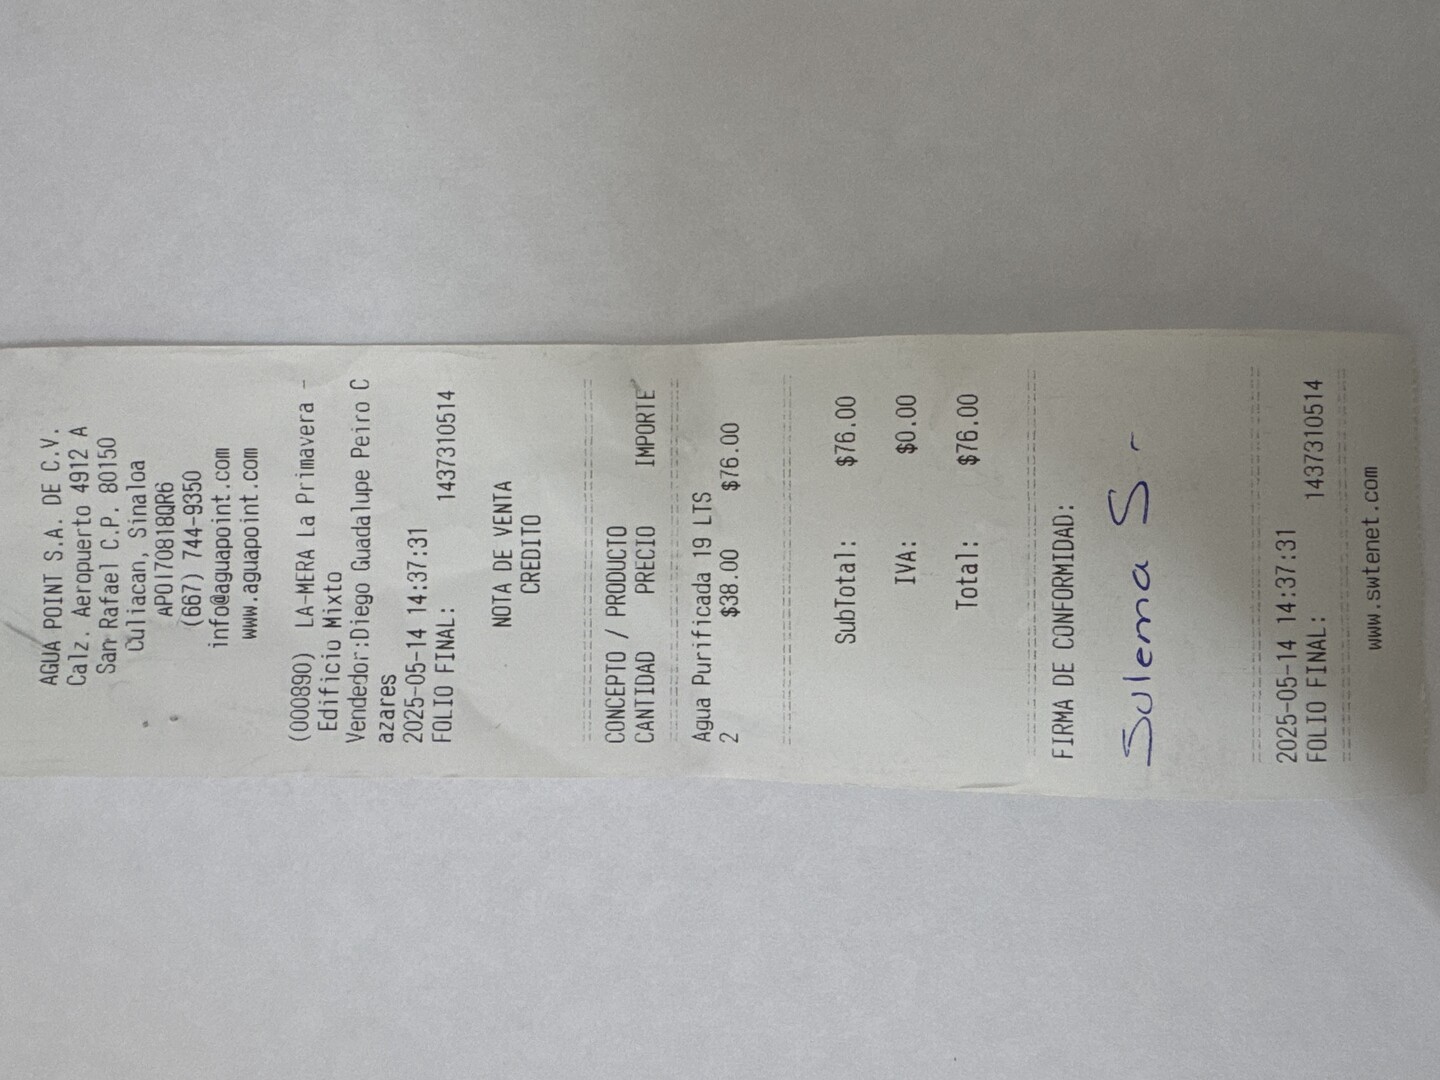 AGUA POINT S.A. DE C.V.
Calz. Aeropuerto 4912 A
San Rafael C.P. 80150
Culiacan, Sinaloa
APO170818QR6
(667) 744-9350
info@aguapoint.com
www.aguapoint.com
(000890) LA-MERA La Primavera -
Edificio Mixto
Vendedor:Diego Guadalupe Peiro C
azares
2025-05-14 14:37:31
FOLIO FINAL: 1437310514
NOTA DE VENTA
CREDITO
CONCEPTO / PRODUCTO
CANTIDAD PRECIO IMPORTE
Agua Purificada 19 LTS
2 $38.00 $76.00
SubTotal: $76.00
IVA: $0.00
Total: $76.00
FIRMA DE CONFORMIDAD:
Sulema S.-
2025-05-14 14:37:31
FOLIO FINAL: 1437310514
www.swtenet.com